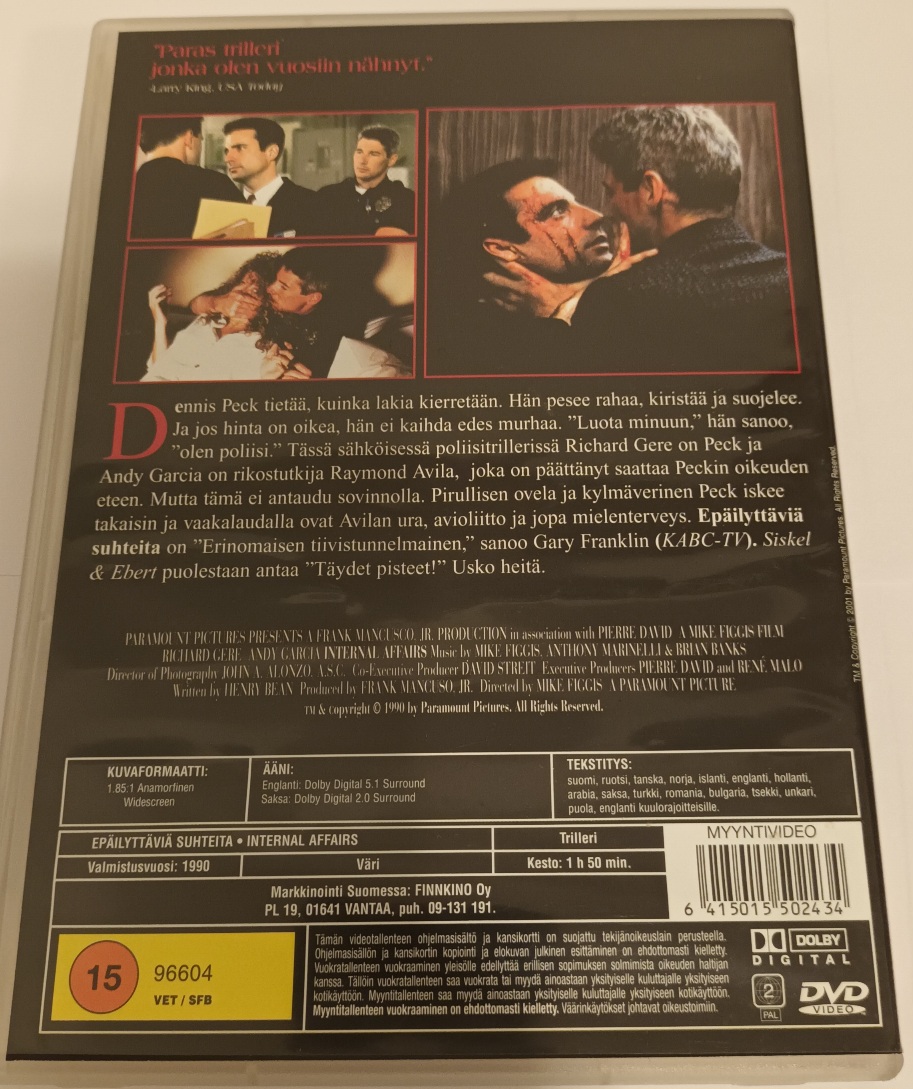 "Paras trilleri
jonka olen vuosiin nähnyt."
-Larry King, USA Today
Dennis Peck tietää, kuinka lakia kierretään. Hän pesee rahaa, kiristää ja suojelee.
Ja jos hinta on oikea, hän ei kaihda edes murhaa. "Luota minuun," hän sanoo,
"olen poliisi." Tässä sähköisessä poliisitrillerissä Richard Gere on Peck ja
Andy Garcia on rikostutkija Raymond Avila, joka on päättänyt saattaa Peckin oikeuden
eteen. Mutta tämä ei antaudu sovinnolla. Pirullisen ovela ja kylmäverinen Peck iskee
takaisin ja vaakalaudalla ovat Avilan ura, avioliitto ja jopa mielenterveys. Epäilyttäviä
suhteita on "Erinomaisen tiivistunnelmainen," sanoo Gary Franklin (KABC-TV). Siskel
& Ebert puolestaan antaa "Täydet pisteet!" Usko heitä.
TM & Copyright © 2001 by Paramount Pictures. All Rights Reserved
PARAMOUNT PICTURES PRESENTS A FRANK MANCUSCO, JR. PRODUCTION in association with PIERRE DAVID A MIKE FIGGIS FILM
RICHARD GERE ANDY GARCIA INTERNAL AFFAIRS Music by MIKE FIGGIS, ANTHONY MARINELLI & BRIAN BANKS
Director of Photography JOHN A. ALONZO, A.S.C. Co-Executive Producer DAVID STREIT Executive Producers PIERRE DAVID and RENÉ MALO
Written by HENRY BEAN Produced by FRANK MANCUSO, JR. Directed by MIKE FIGGIS A PARAMOUNT PICTURE
TM & Copyright © 1990 by Paramount Pictures. All Rights Reserved.
KUVAFORMAATTI:
1.85:1 Anamorfinen
Widescreen
ÄÄNI:
Englanti: Dolby Digital 5.1 Surround
Saksa: Dolby Digital 2.0 Surround
TEKSTITYS:
suomi, ruotsi, tanska, norja, islanti, englanti, hollanti,
arabia, saksa, turkki, romania, bulgaria, tsekki, unkari,
puola, englanti kuulorajoitteisille.
EPÄILYTTÄVIÄ SUHTEITA • INTERNAL AFFAIRS
Trilleri
Valmistusvuosi: 1990
Väri
Kesto: 1 h 50 min.
Markkinointi Suomessa: FINNKINO Oy
PL 19, 01641 VANTAA, puh. 09-131 191.
MYYNTIVIDEO
6 415015 502434
15
96604
VET / SFB
Tämän videotallenteen ohjelmasisältö ja kansikortti on suojattu tekijänoikeuslain perusteella.
Ohjelmasisällön ja kansikortin kopiointi ja elokuvan julkinen esittäminen on ehdottomasti kielletty.
Vuokratallenteen vuokraaminen yleisölle edellyttää erillisen sopimuksen solmimista oikeuden haltijan
kanssa. Tällöin vuokratallenteen saa vuokrata tai myydä ainoastaan yksityiselle kuluttajalle yksityiseen
kotikäyttöön. Myyntitallenteen saa myydä ainoastaan yksityiselle kuluttajalle yksityiseen kotikäyttöön.
Myyntitallenteen vuokraaminen on ehdottomasti kielletty. Väärinkäytökset johtavat oikeustoimiin.
DOLBY
DIGITAL
2
PAL
DVD
VIDEO